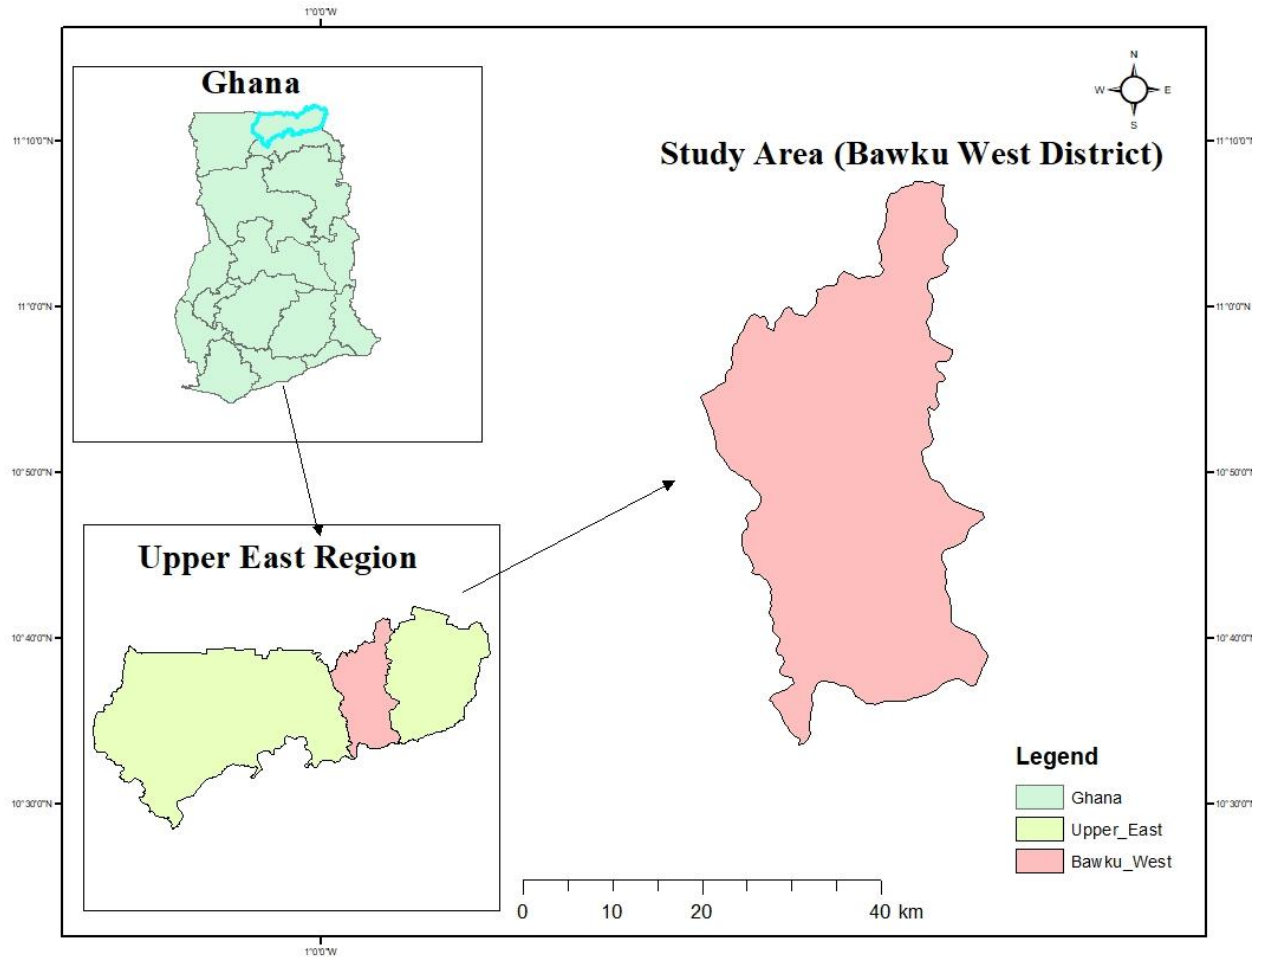 1°0'0"W
Ghana
N
W E
S
11°10'0"N
11°10'0"N
Study Area (Bawku West District)
11°0'0"N
11°0'0"N
10°50'0"N
10°50'0"N
Upper East Region
10°40'0"N
10°40'0"N
Legend
Ghana
Upper_East
Bawku_West
10°30'0"N
10°30'0"N
0 10 20 40 km
1°0'0"W